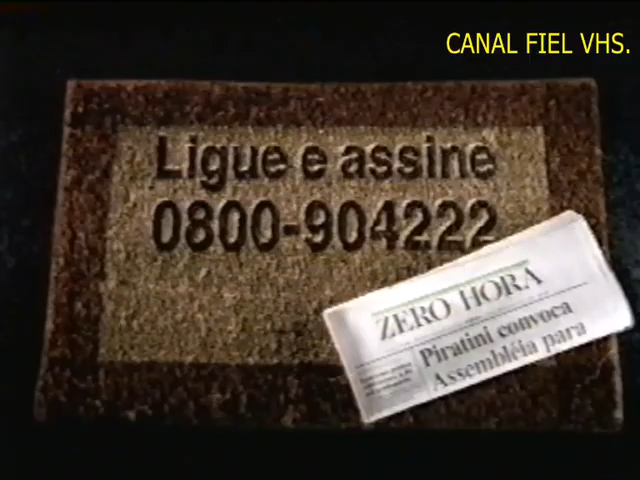 CANAL FIEL VHS.
Ligue e assine
0800-904222
ZERO HORA
Piratini convoca
Assembléia para